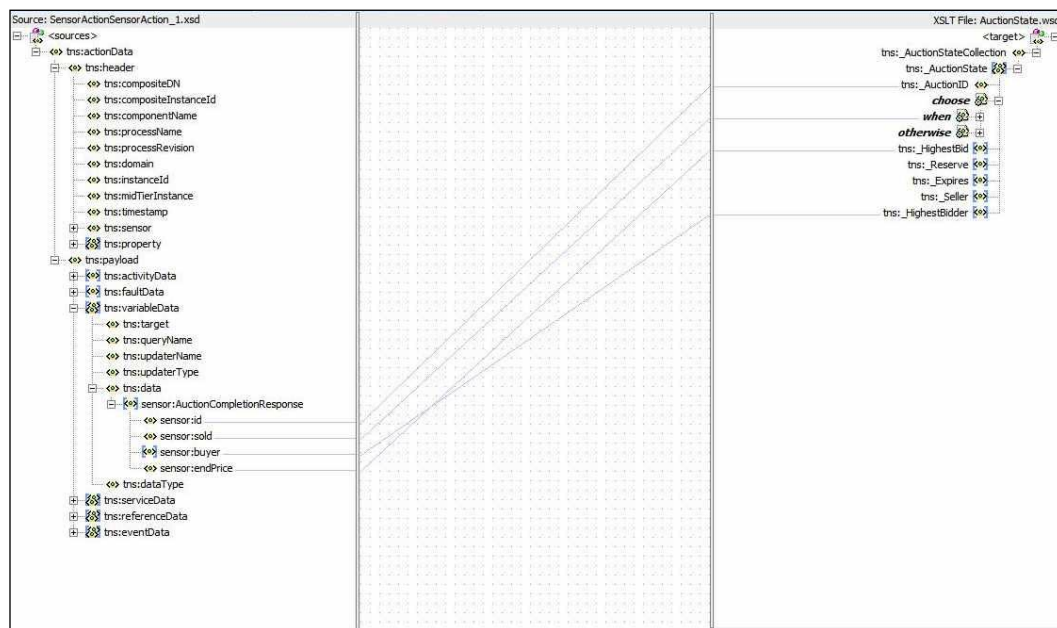 Source: SensorActionSensorAction_1.xsd
<sources>
tns:actionData
tns:header
tns:compositeDN
tns:compositeInstanceId
tns:componentName
tns:processName
tns:processRevision
tns:domain
tns:instanceId
tns:midTierInstance
tns:timestamp
tns:sensor
tns:property
tns:payload
tns:activityData
tns:faultData
tns:variableData
tns:target
tns:queryName
tns:updaterName
tns:updaterType
tns:data
sensor:AuctionCompletionResponse
sensor:id
sensor:sold
sensor:buyer
sensor:endPrice
tns:dataType
tns:serviceData
tns:referenceData
tns:eventData
XSLT File: AuctionState.wsd
<target>
tns:_AuctionStateCollection
tns:_AuctionState
tns:_AuctionID
choose
when
otherwise
tns:_HighestBid
tns:_Reserve
tns:_Expires
tns:_Seller
tns:_HighestBidder